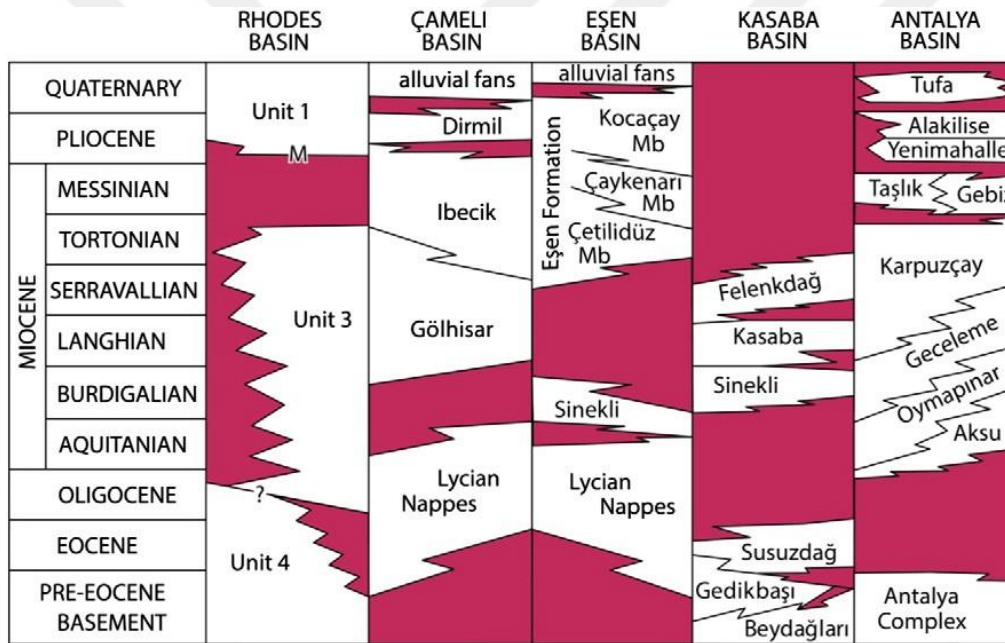 RHODES BASIN
ÇAMELI BASIN
EŞEN BASIN
KASABA BASIN
ANTALYA BASIN
QUATERNARY
PLIOCENE
MIOCENE
MESSINIAN
TORTONIAN
SERRAVALLIAN
LANGHIAN
BURDIGALIAN
AQUITANIAN
OLIGOCENE
EOCENE
PRE-EOCENE
BASEMENT
Unit 1
M
Unit 3
?
Unit 4
alluvial fans
Dirmil
Ibecik
Gölhisar
Lycian
Nappes
alluvial fans
Eşen Formation
Kocaçay
Mb
Çaykenarı
Mb
Çetilidüz
Mb
Sinekli
Lycian
Nappes
Felenkdağ
Kasaba
Sinekli
Susuzdağ
Gedikbaşı
Beydağları
Tufa
Alakilise
Yenimahalle
Taşlık
Gebiz
Karpuzçay
Geceleme
Oymapınar
Aksu
Antalya
Complex